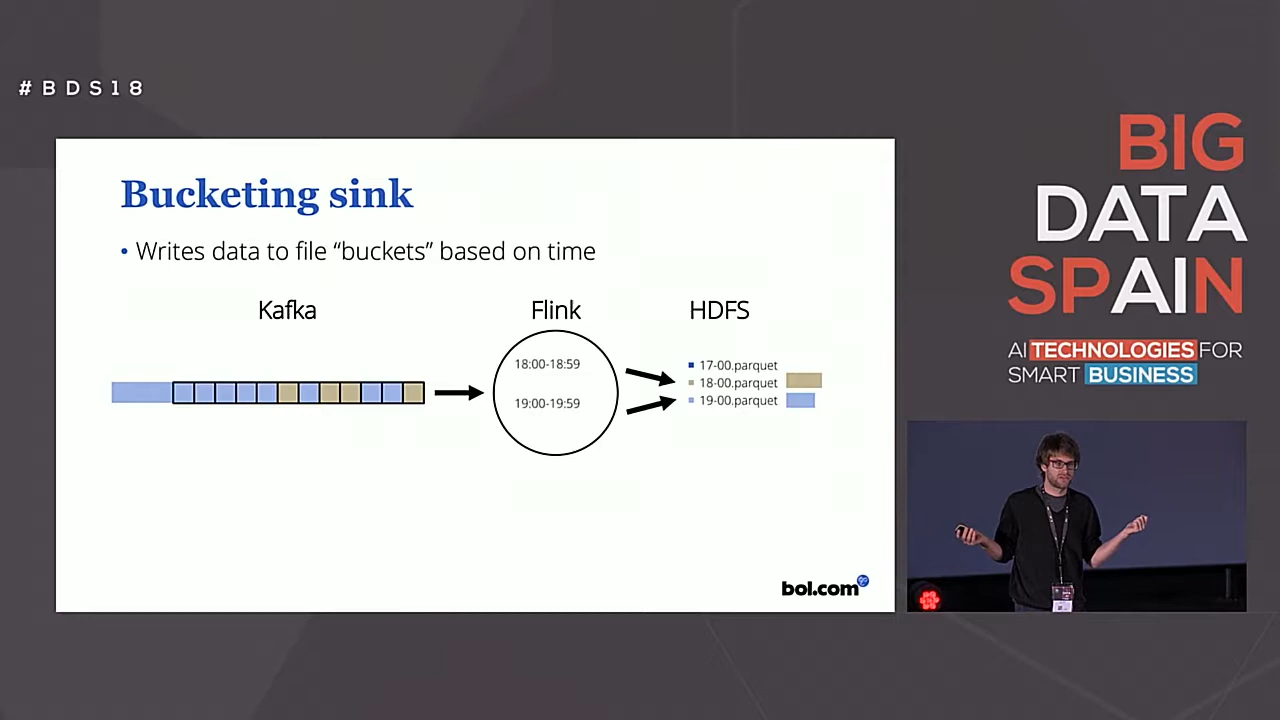 #BDS18
Bucketing sink
• Writes data to file “buckets” based on time
Kafka
Flink
HDFS
18:00-18:59
19:00-19:59
17-00.parquet
18-00.parquet
19-00.parquet
bol.com
BIG
DATA
SPAIN
AI TECHNOLOGIES FOR
SMART BUSINESS